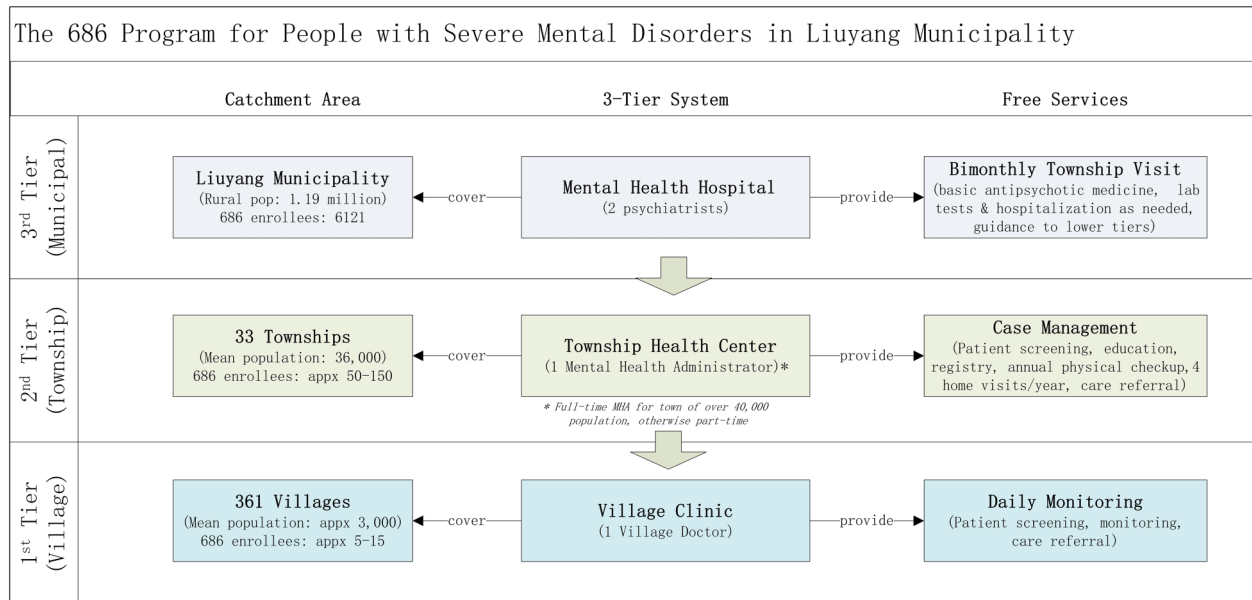 The 686 Program for People with Severe Mental Disorders in Liuyang Municipality
Catchment Area
3-Tier System
Free Services
3rd Tier
(Municipal)
Liuyang Municipality
(Rural pop: 1.19 million)
686 enrollees: 6121
cover
Mental Health Hospital
(2 psychiatrists)
provide
Bimonthly Township Visit
(basic antipsychotic medicine, lab
tests & hospitalization as needed,
guidance to lower tiers)
2nd Tier
(Township)
33 Townships
(Mean population: 36,000)
686 enrollees: appx 50-150
cover
Township Health Center
(1 Mental Health Administrator)*
provide
Case Management
(Patient screening, education,
registry, annual physical checkup, 4
home visits/year, care referral)
* Full-time MHA for town of over 40,000
population, otherwise part-time
1st Tier
(Village)
361 Villages
(Mean population: appx 3,000)
686 enrollees: appx 5-15
cover
Village Clinic
(1 Village Doctor)
provide
Daily Monitoring
(Patient screening, monitoring,
care referral)